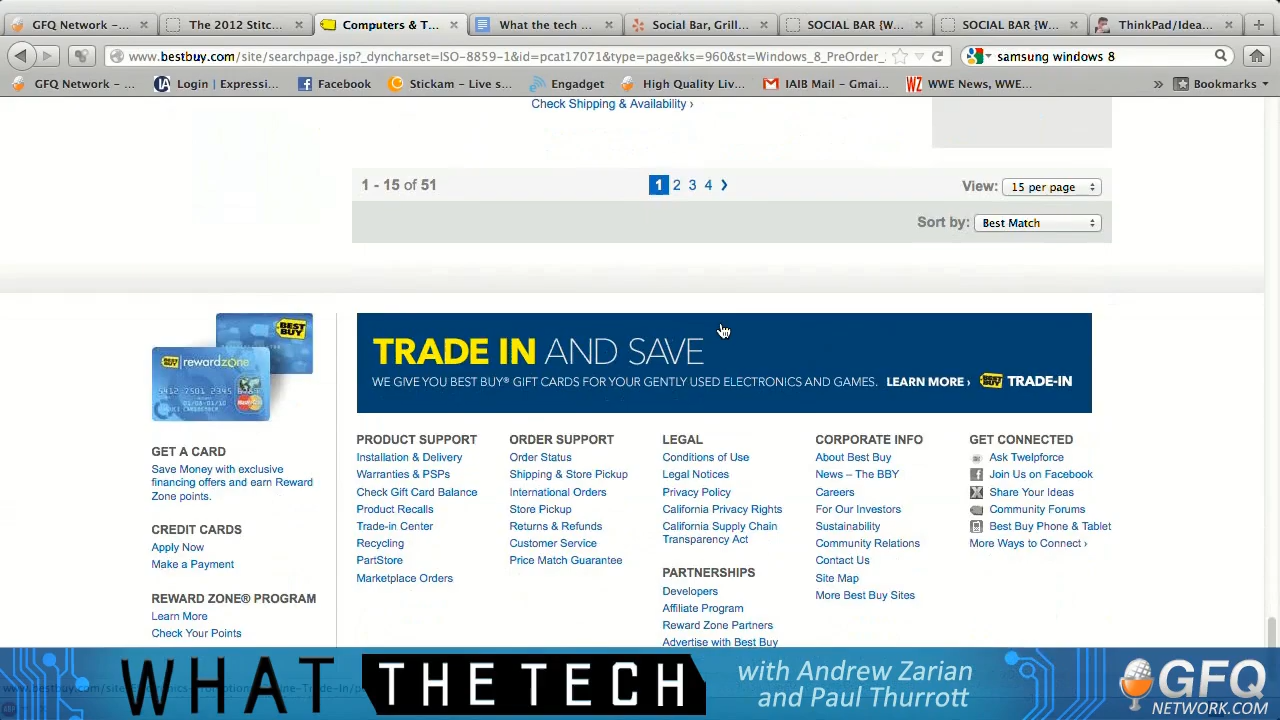 GFQ Network – ...
The 2012 Stitc...
Computers & T...
What the tech ...
Social Bar, Grill...
SOCIAL BAR {W...
SOCIAL BAR {W...
ThinkPad/Idea...
www.bestbuy.com/site/searchpage.jsp?_dyncharset=ISO-8859-1&id=pcat17071&type=page&ks=960&st=Windows_8_PreOrder_
samsung windows 8
GFQ Network – ...
Login | Expressi...
Facebook
Stickam – Live s...
Engadget
High Quality Liv...
IAIB Mail – Gmai...
WWE News, WWE...
» Bookmarks
Check Shipping & Availability ›
1 - 15 of 51
1 2 3 4
View: 15 per page
Sort by: Best Match
BEST BUY
BEST BUY rewardzone
MasterCard
TRADE IN AND SAVE
WE GIVE YOU BEST BUY® GIFT CARDS FOR YOUR GENTLY USED ELECTRONICS AND GAMES. LEARN MORE › BEST BUY TRADE-IN
GET A CARD
Save Money with exclusive
financing offers and earn Reward
Zone points.
CREDIT CARDS
Apply Now
Make a Payment
REWARD ZONE® PROGRAM
Learn More
Check Your Points
PRODUCT SUPPORT
Installation & Delivery
Warranties & PSPs
Check Gift Card Balance
Product Recalls
Trade-in Center
Recycling
PartStore
Marketplace Orders
ORDER SUPPORT
Order Status
Shipping & Store Pickup
International Orders
Store Pickup
Returns & Refunds
Customer Service
Price Match Guarantee
LEGAL
Conditions of Use
Legal Notices
Privacy Policy
California Privacy Rights
California Supply Chain
Transparency Act
PARTNERSHIPS
Developers
Affiliate Program
Reward Zone Partners
Advertise with Best Buy
CORPORATE INFO
About Best Buy
News – The BBY
Careers
For Our Investors
Sustainability
Community Relations
Contact Us
Site Map
More Best Buy Sites
GET CONNECTED
Ask Twelpforce
Join Us on Facebook
Share Your Ideas
Community Forums
Best Buy Phone & Tablet
More Ways to Connect ›
WHAT THE TECH
with Andrew Zarian
and Paul Thurrott
GFQ
NETWORK.COM